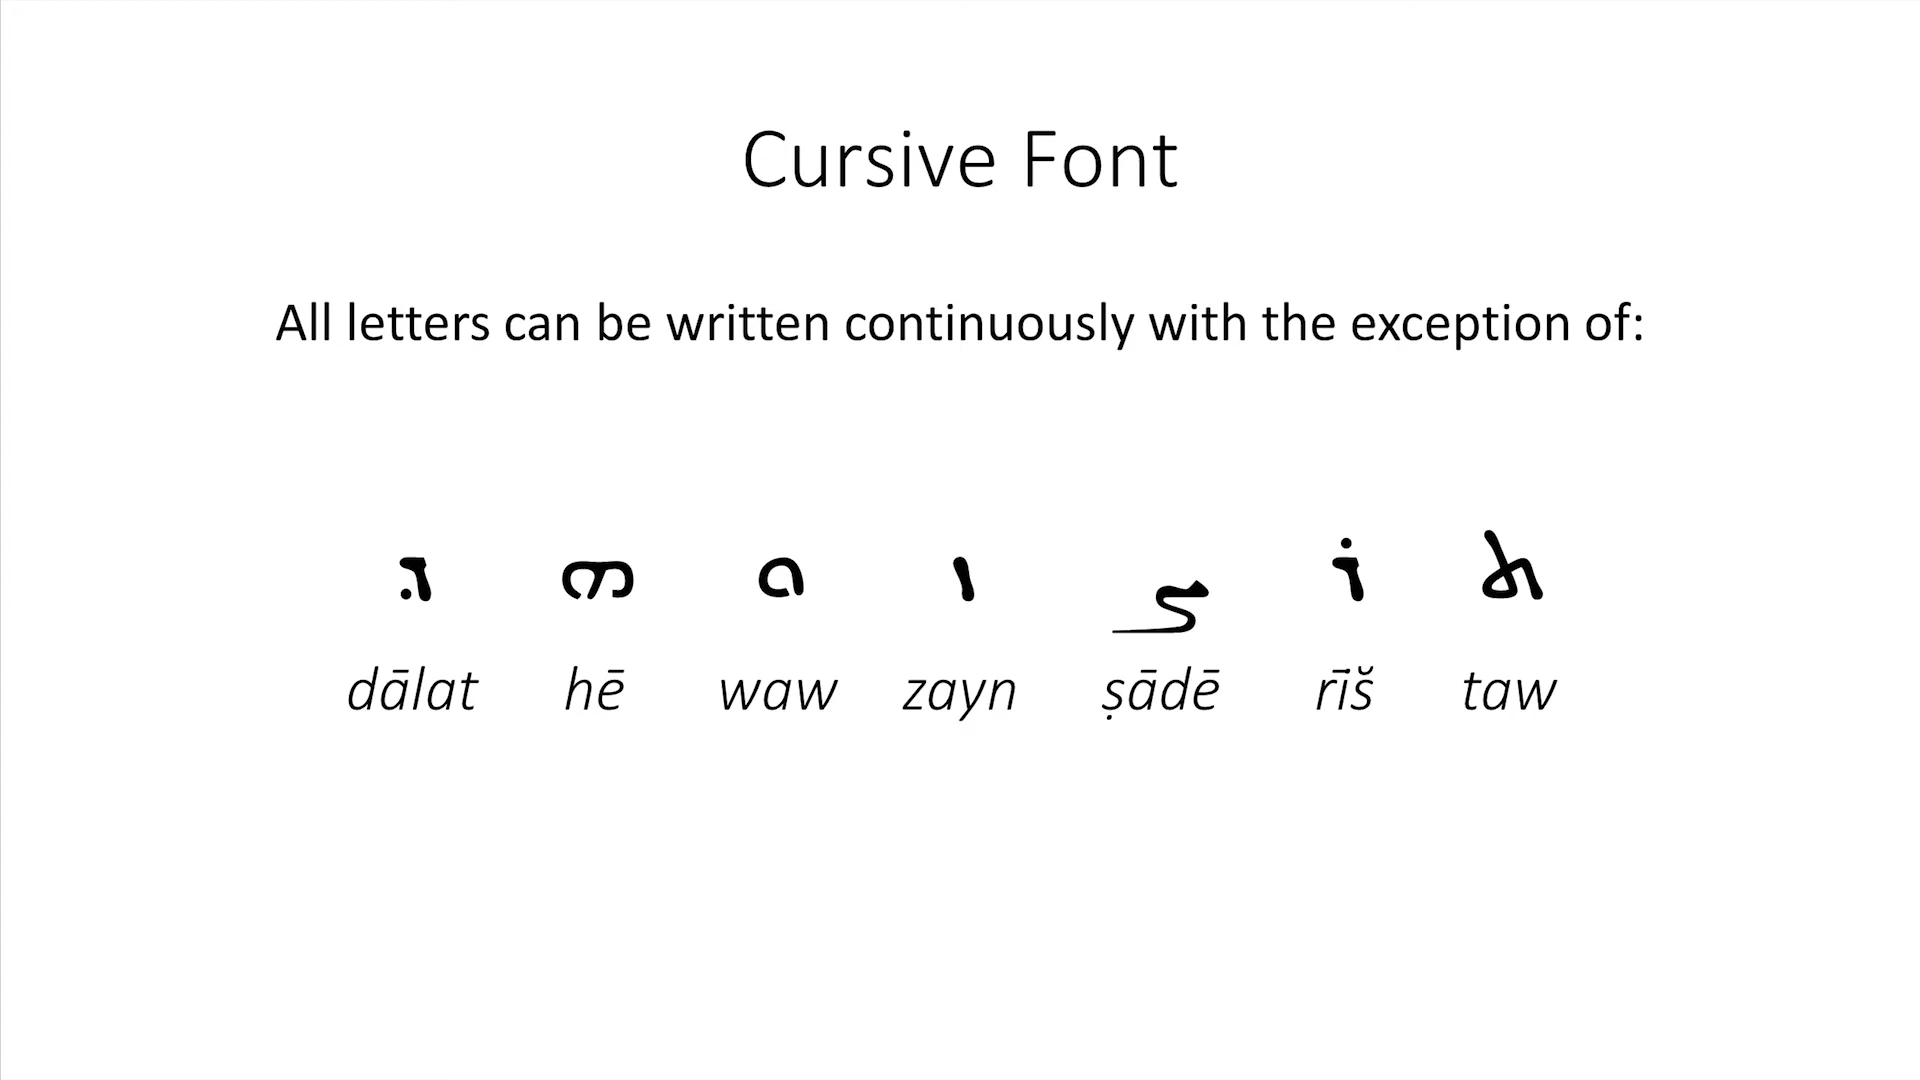 Cursive Font
All letters can be written continuously with the exception of:
ܕ ܗ ܘ ܙ ܨ ܪ ܬ
dālat hē waw zayn ṣādē rīš taw